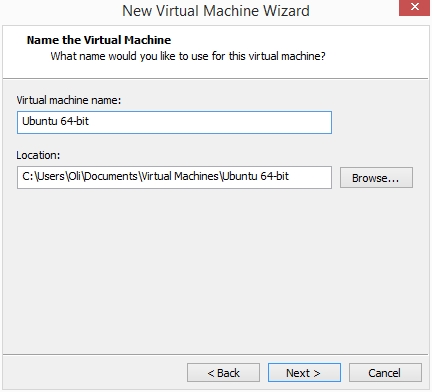 New Virtual Machine Wizard
Name the Virtual Machine
What name would you like to use for this virtual machine?
Virtual machine name:
Ubuntu 64-bit
Location:
C:\Users\Oli\Documents\Virtual Machines\Ubuntu 64-bit
Browse...
< Back
Next >
Cancel